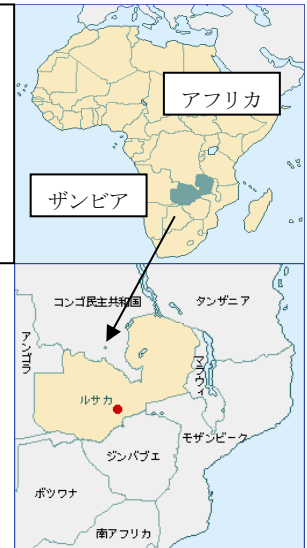 アフリカ
ザンビア
コンゴ民主共和国
タンザニア
アンゴラ
マラウィ
ルサカ
モザンビーク
ジンバブエ
ボツワナ
南アフリカ